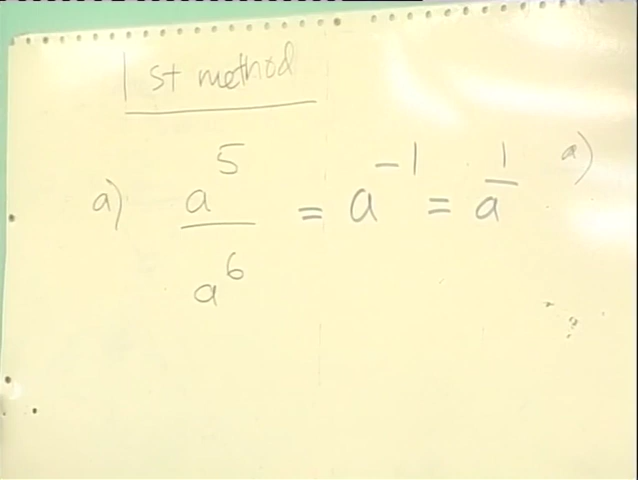 1st method
a) a^5/a^6 = a^-1 = 1/a a)